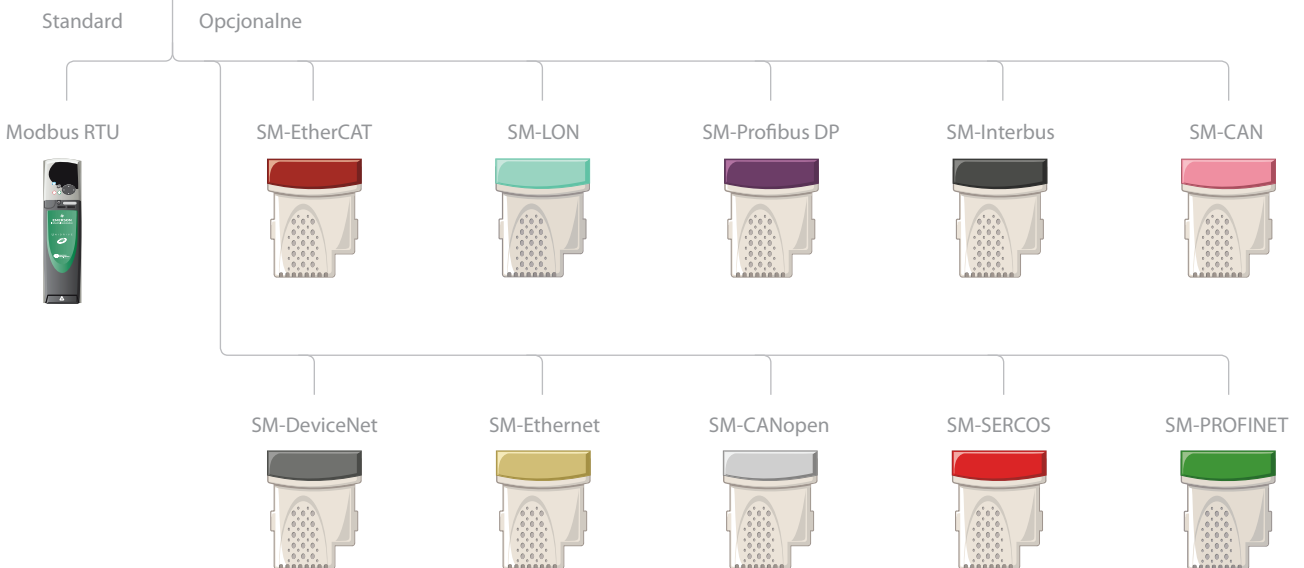 Standard
Opcjonalne
Modbus RTU
SM-EtherCAT
SM-LON
SM-Profibus DP
SM-Interbus
SM-CAN
SM-DeviceNet
SM-Ethernet
SM-CANopen
SM-SERCOS
SM-PROFINET